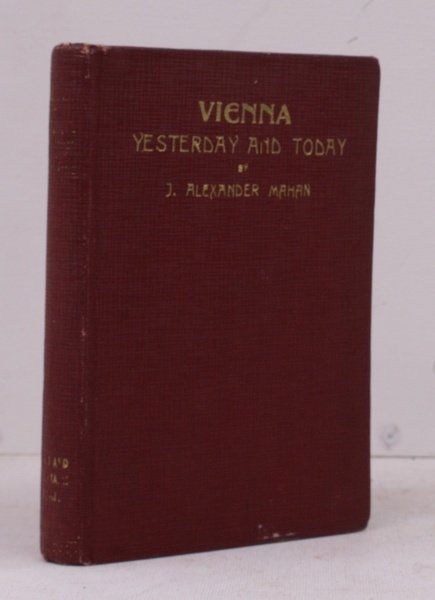 VIENNA
YESTERDAY AND TODAY
BY
J. ALEXANDER MAHAN